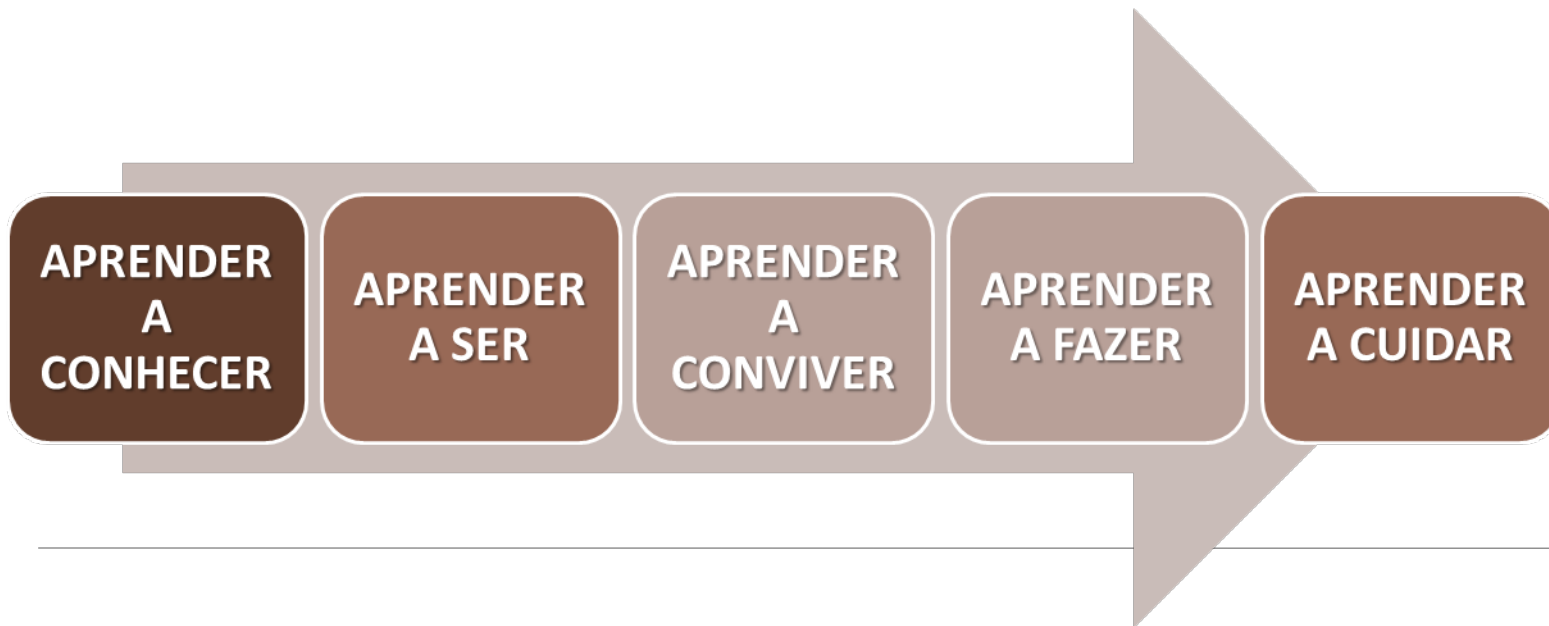 APRENDER
A
CONHECER
APRENDER
A SER
APRENDER
A
CONVIVER
APRENDER
A FAZER
APRENDER
A CUIDAR